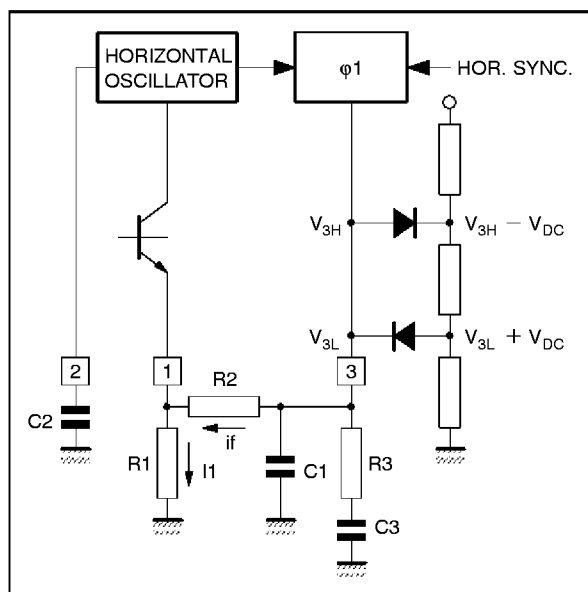 HORIZONTAL
OSCILLATOR
φ1
HOR. SYNC.
V3H
V3H − VDC
V3L
V3L + VDC
2
1
3
C2
R2
if
R1
I1
C1
R3
C3